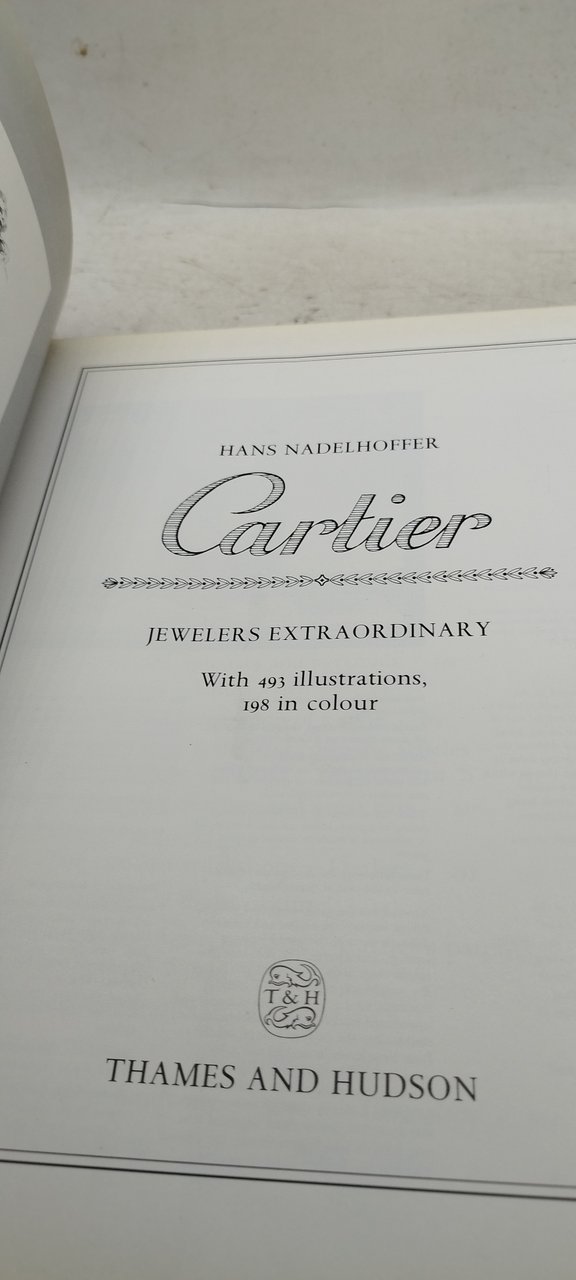 HANS NADELHOFFER
Cartier
JEWELERS EXTRAORDINARY
With 493 illustrations,
198 in colour
T & H
THAMES AND HUDSON